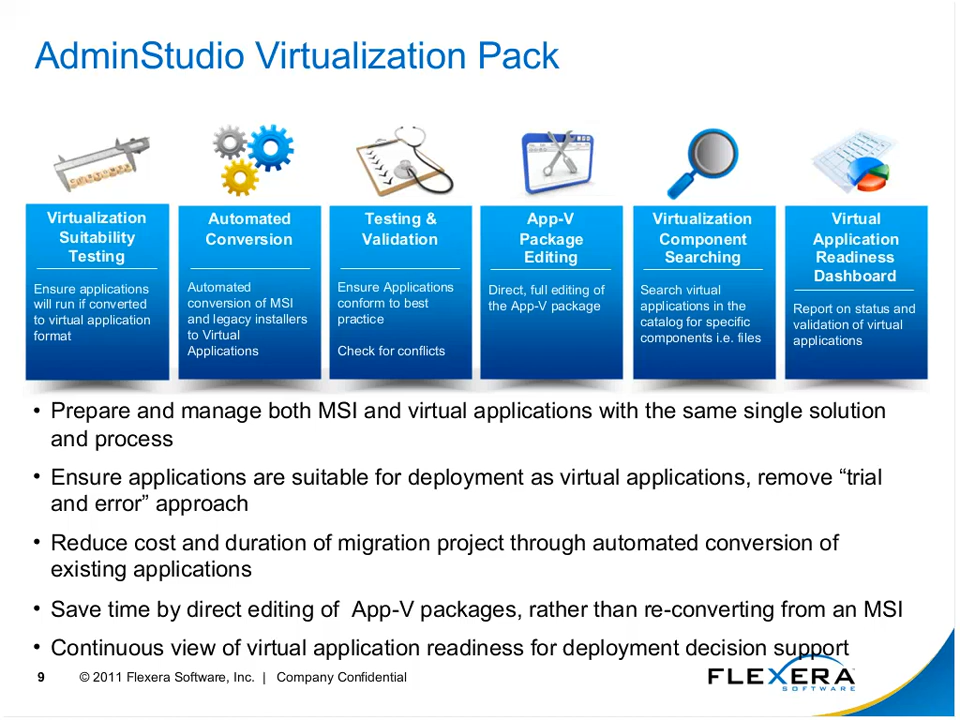 AdminStudio Virtualization Pack
Virtualization
Suitability
Testing
Ensure applications
will run if converted
to virtual application
format
Automated
Conversion
Automated
conversion of MSI
and legacy installers
to Virtual
Applications
Testing &
Validation
Ensure Applications
conform to best
practice
Check for conflicts
App-V
Package
Editing
Direct, full editing of
the App-V package
Virtualization
Component
Searching
Search virtual
applications in the
catalog for specific
components i.e. files
Virtual
Application
Readiness
Dashboard
Report on status and
validation of virtual
applications
• Prepare and manage both MSI and virtual applications with the same single solution
and process
• Ensure applications are suitable for deployment as virtual applications, remove “trial
and error” approach
• Reduce cost and duration of migration project through automated conversion of
existing applications
• Save time by direct editing of  App-V packages, rather than re-converting from an MSI
• Continuous view of virtual application readiness for deployment decision support
9 © 2011 Flexera Software, Inc. | Company Confidential
FLEXERA
SOFTWARE